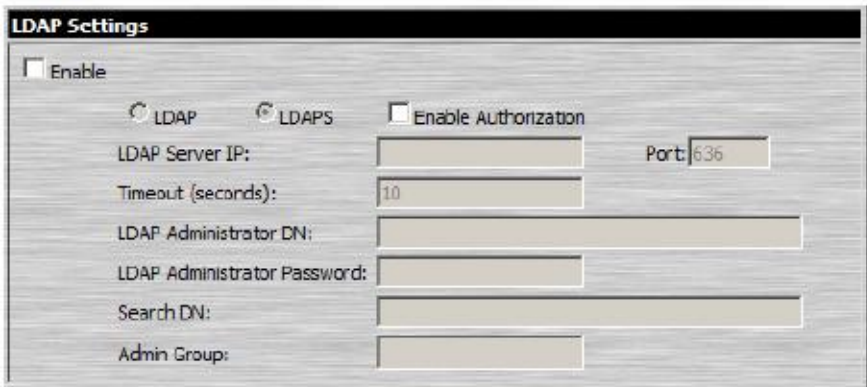 LDAP Settings
Enable
LDAP LDAPS Enable Authorization
LDAP Server IP: Port: 636
Timeout (seconds): 10
LDAP Administrator DN:
LDAP Administrator Password:
Search DN:
Admin Group: